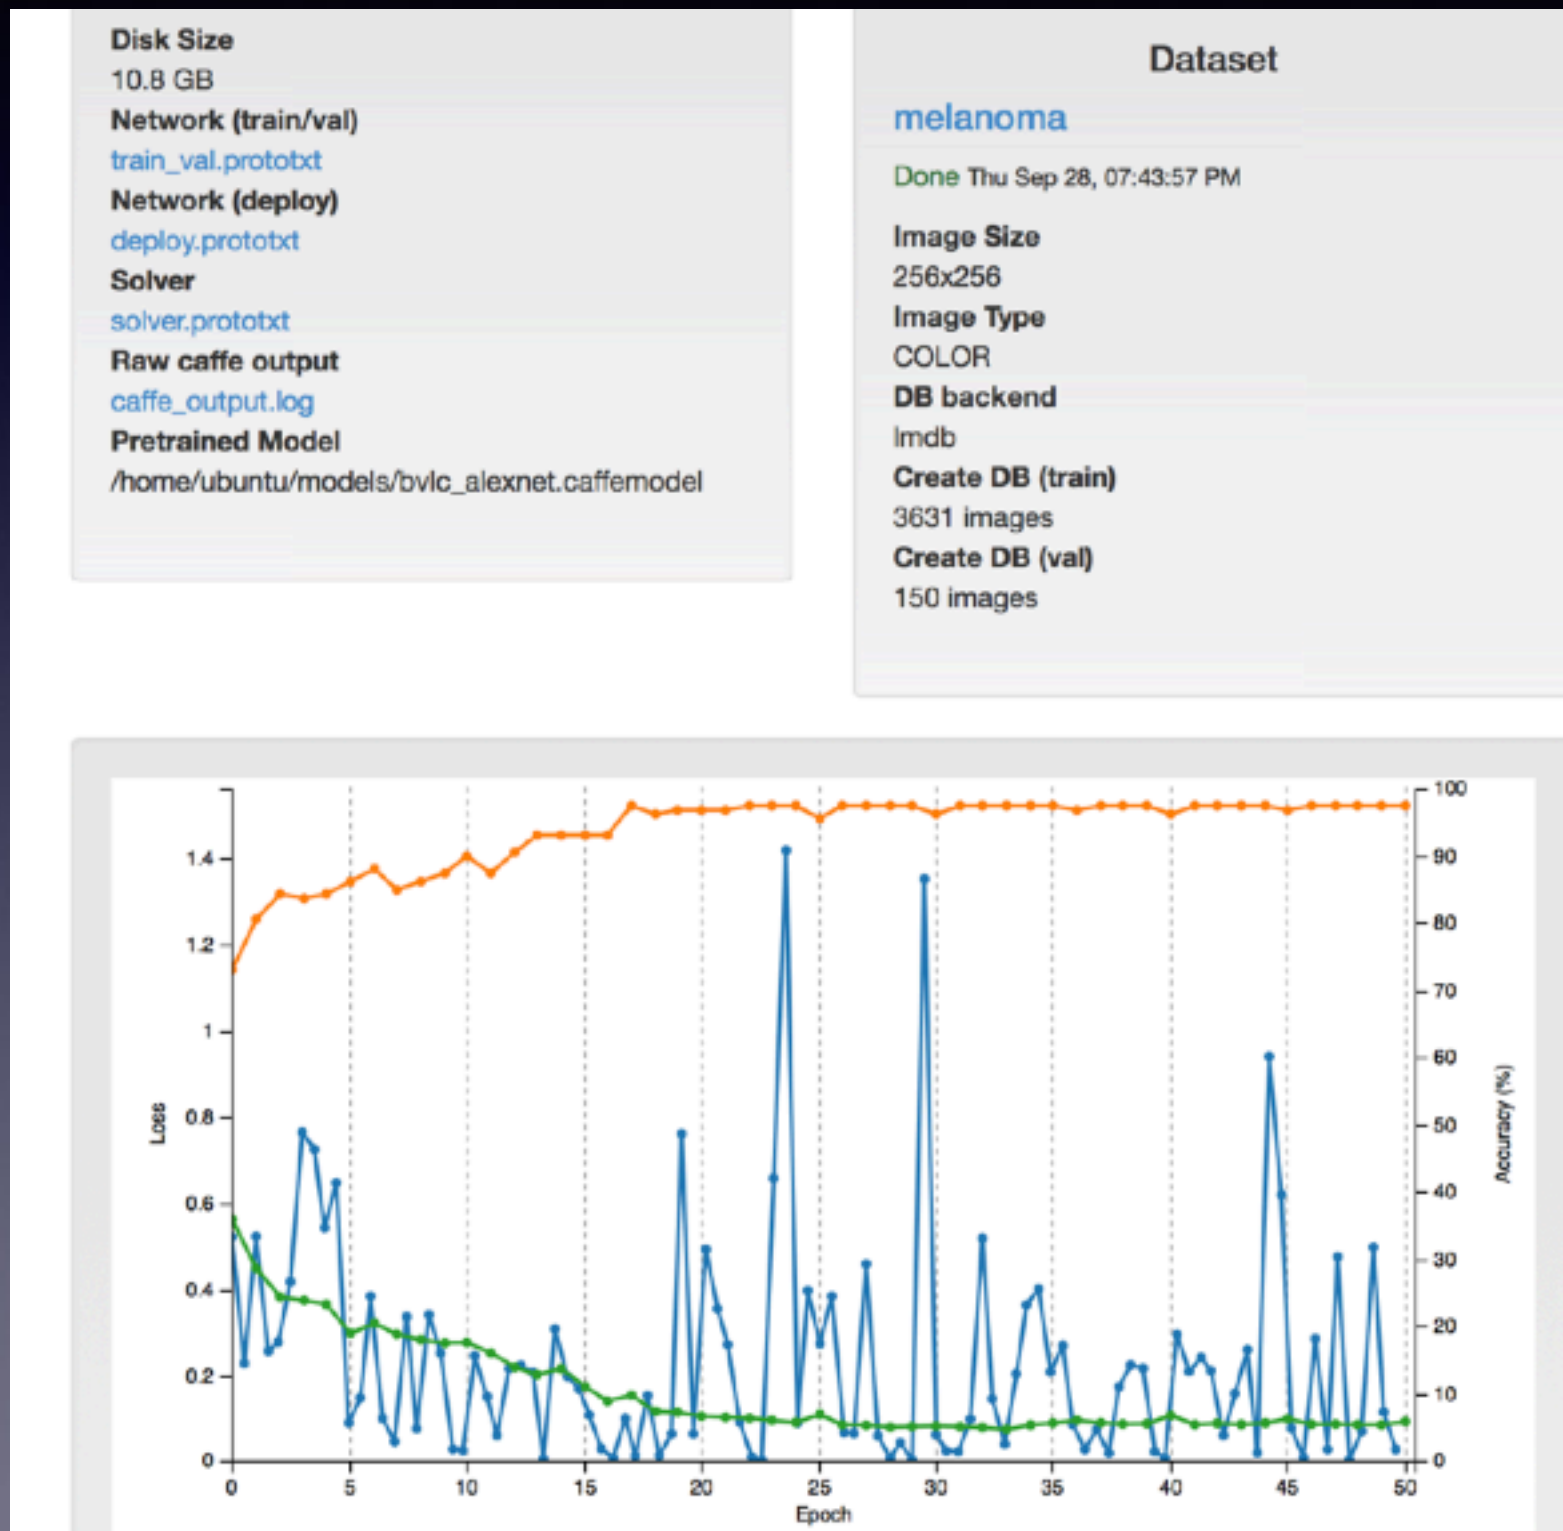 Disk Size
10.8 GB
Network (train/val)
train_val.prototxt
Network (deploy)
deploy.prototxt
Solver
solver.prototxt
Raw caffe output
caffe_output.log
Pretrained Model
/home/ubuntu/models/bvlc_alexnet.caffemodel
Dataset
melanoma
Done Thu Sep 28, 07:43:57 PM
Image Size
256x256
Image Type
COLOR
DB backend
lmdb
Create DB (train)
3631 images
Create DB (val)
150 images
Loss
1.4
1.2
1
0.8
0.6
0.4
0.2
0
0 5 10 15 20 25 30 35 40 45 50
Epoch
100
90
80
70
60
50
40
30
20
10
0
Accuracy (%)